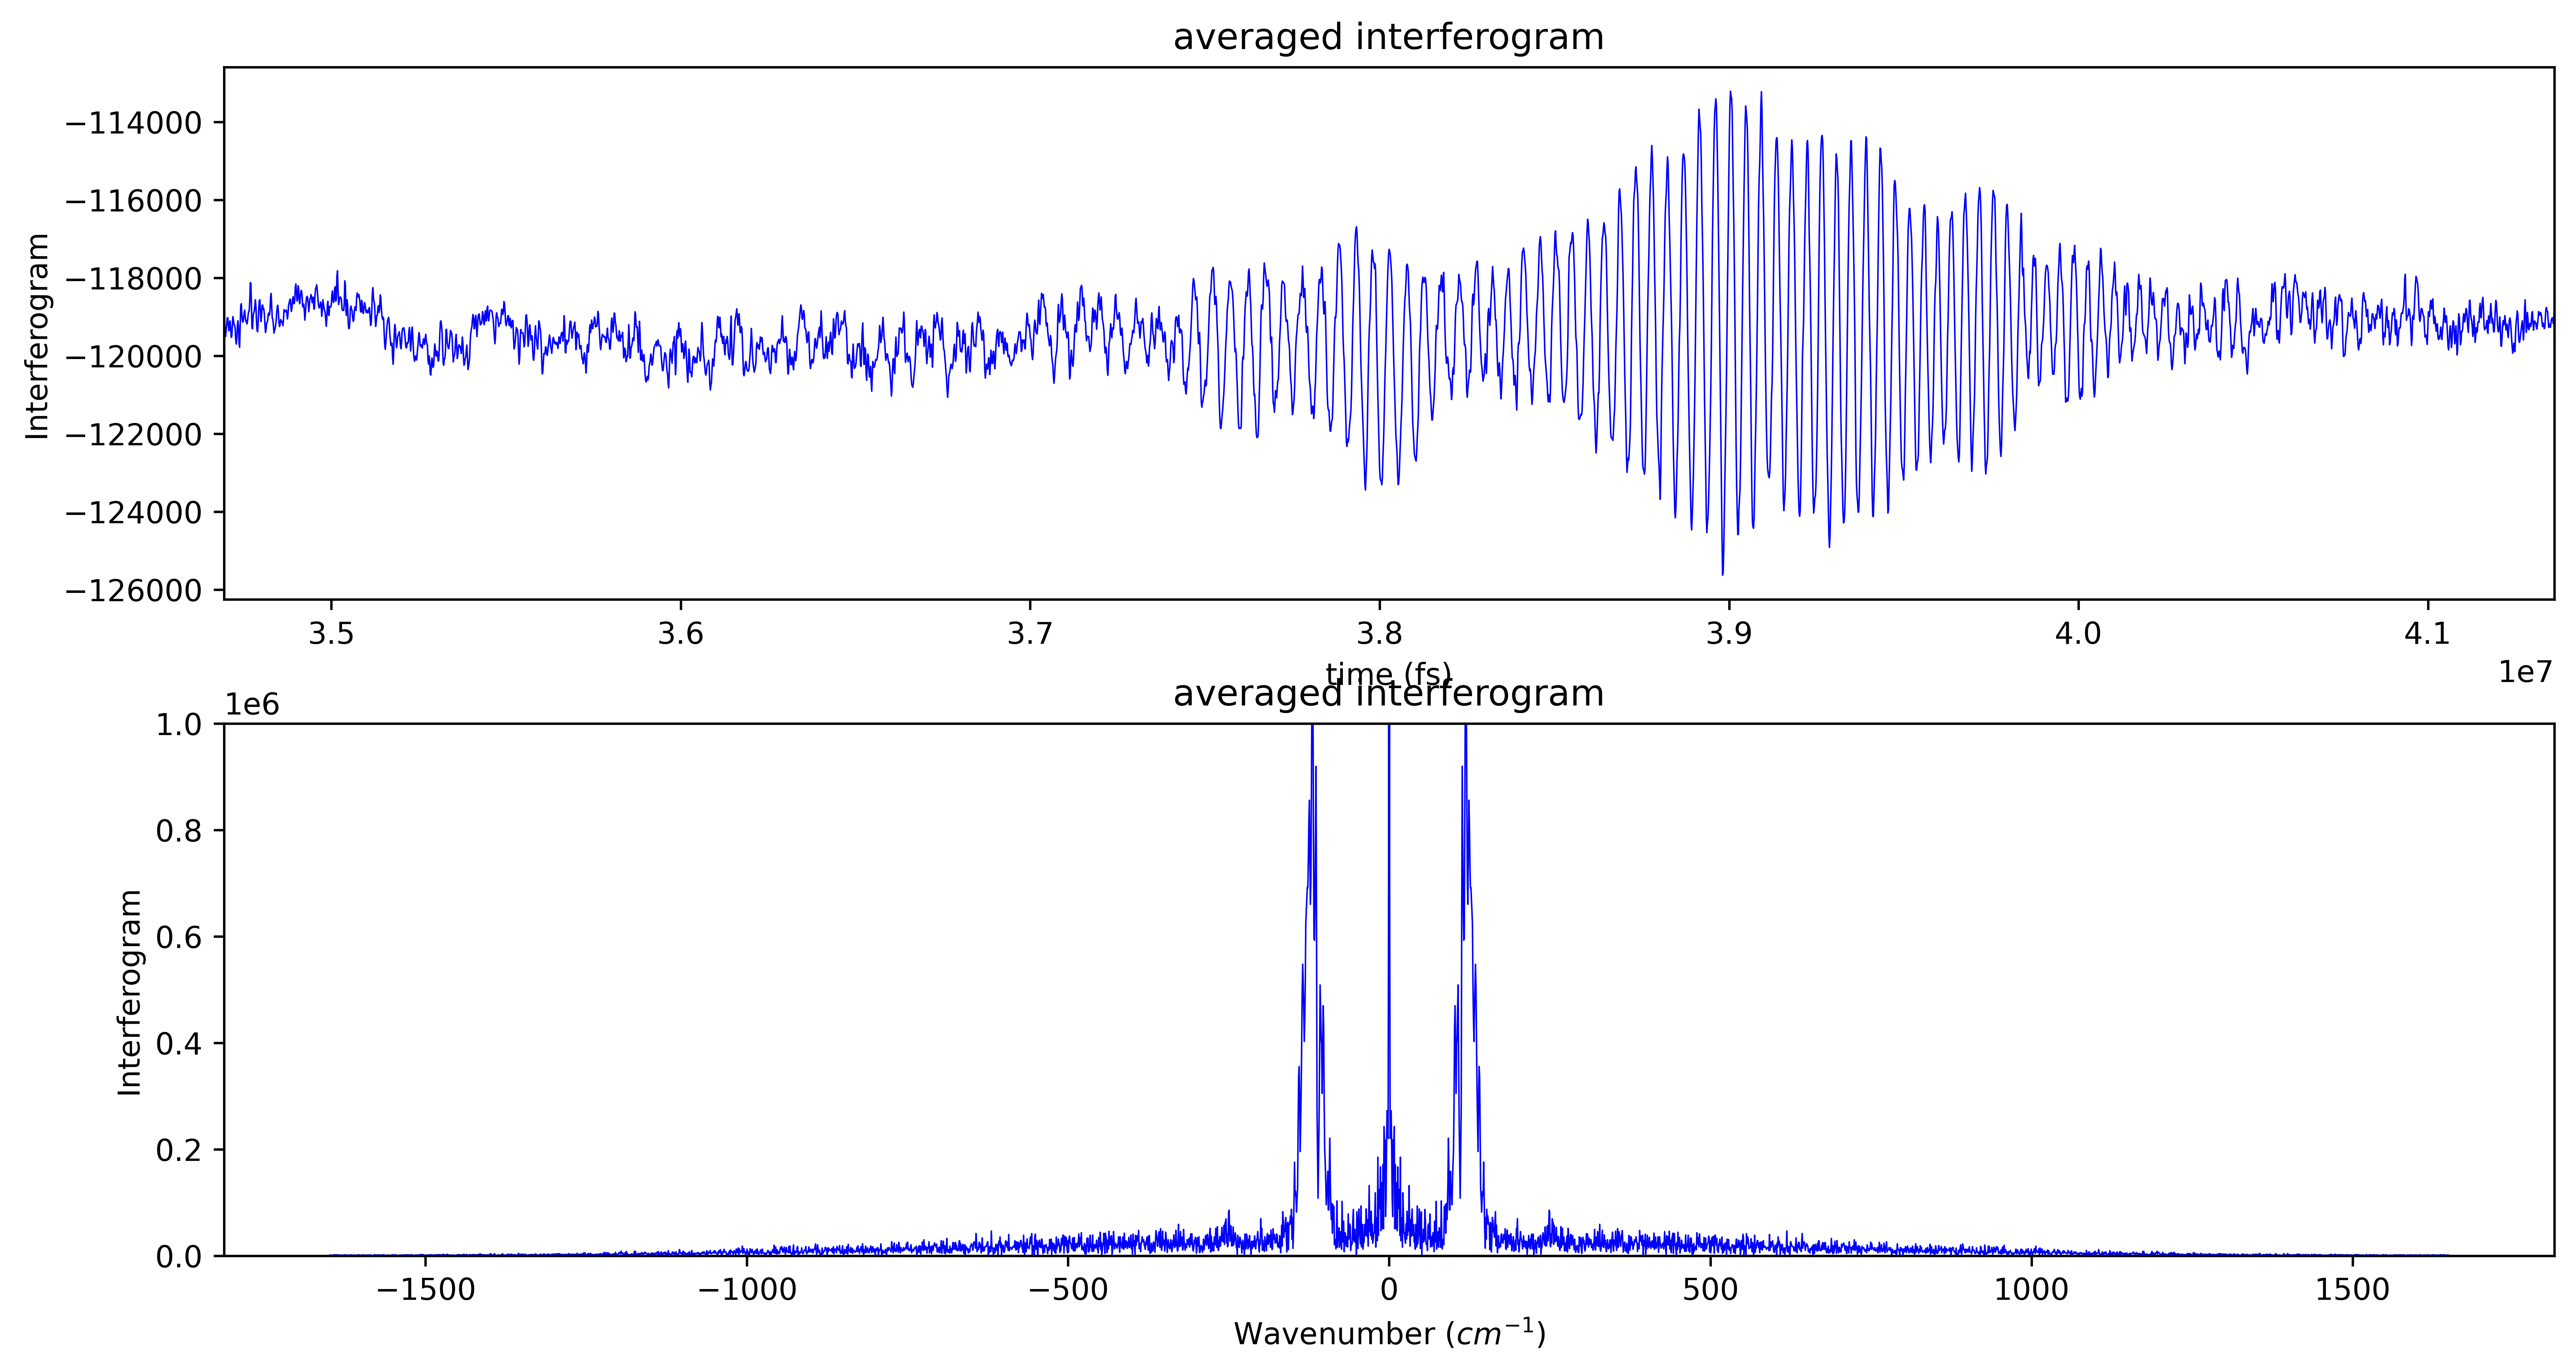 averaged interferogram
Interferogram
−114000
−116000
−118000
−120000
−122000
−124000
−126000
3.5 3.6 3.7 3.8 3.9 4.0 4.1
time (fs)
1e7
averaged interferogram
1e6
Interferogram
1.0
0.8
0.6
0.4
0.2
0.0
−1500 −1000 −500 0 500 1000 1500
Wavenumber (cm⁻¹)